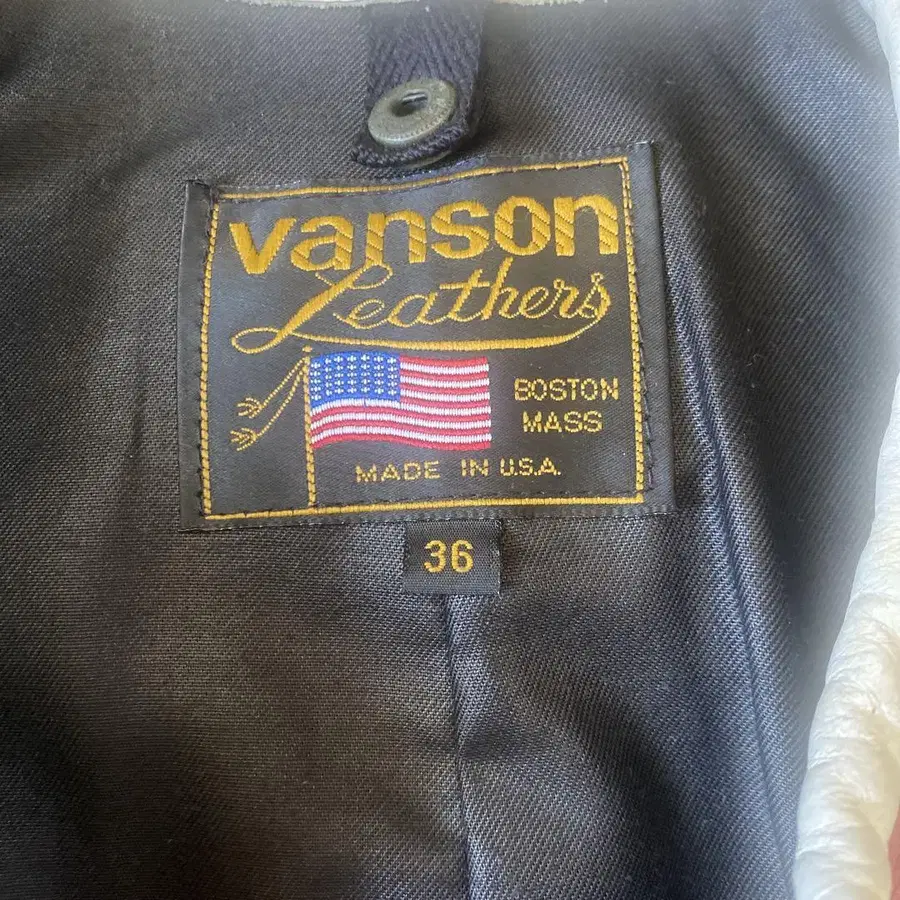 vanson
Leathers
BOSTON
MASS
MADE IN U.S.A.
36